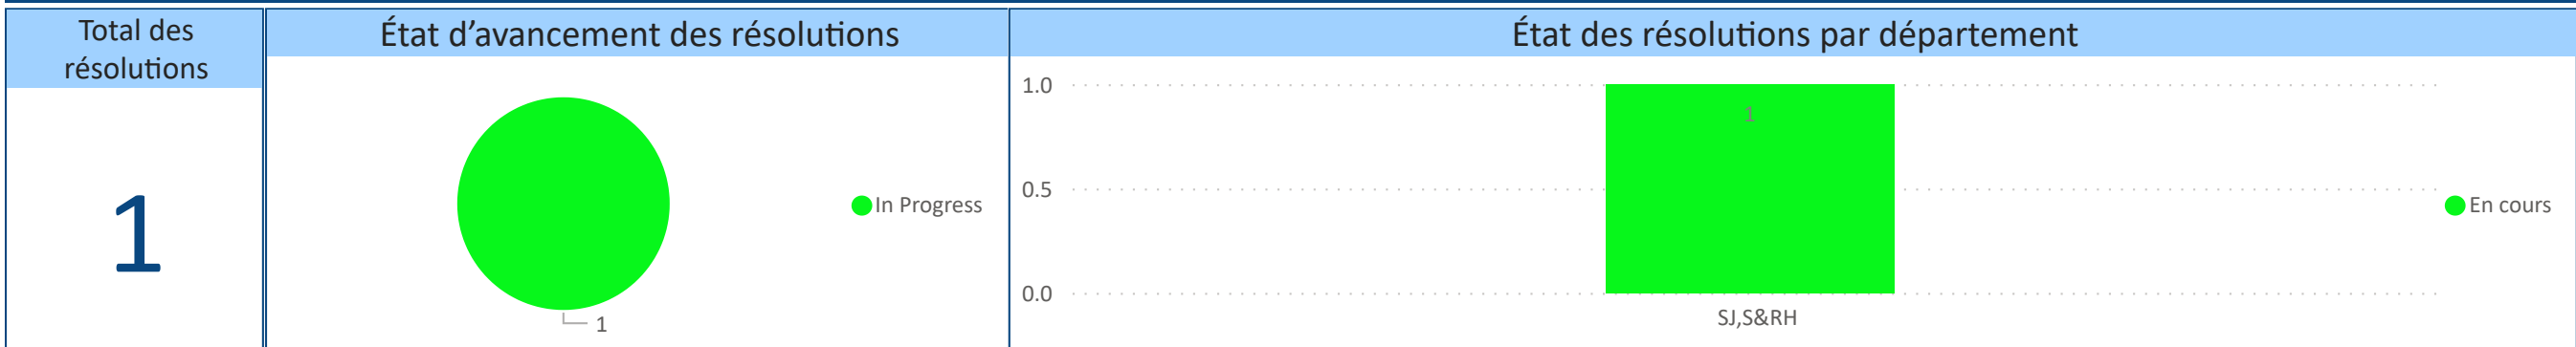 Total des
résolutions
1
État d'avancement des résolutions
1
In Progress
État des résolutions par département
1.0
0.5
0.0
1
SJ,S&RH
En cours